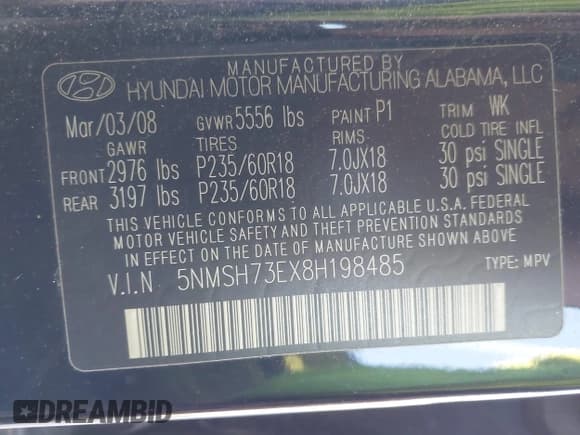 MANUFACTURED BY
HYUNDAI MOTOR MANUFACTURING ALABAMA, LLC
Mar/03/08 GVWR 5556 lbs PAINT P1 TRIM WK
GAWR TIRES RIMS COLD TIRE INFL
FRONT 2976 lbs P235/60R18 7.0JX18 30 psi SINGLE
REAR 3197 lbs P235/60R18 7.0JX18 30 psi SINGLE
THIS VEHICLE CONFORMS TO ALL APPLICABLE U.S.A. FEDERAL
MOTOR VEHICLE SAFETY AND THEFT PREVENTION STANDARDS
IN EFFECT ON THE DATE OF MANUFACTURE SHOWN ABOVE.
V.I.N 5NMSH73EX8H198485 TYPE: MPV
DREAMBID